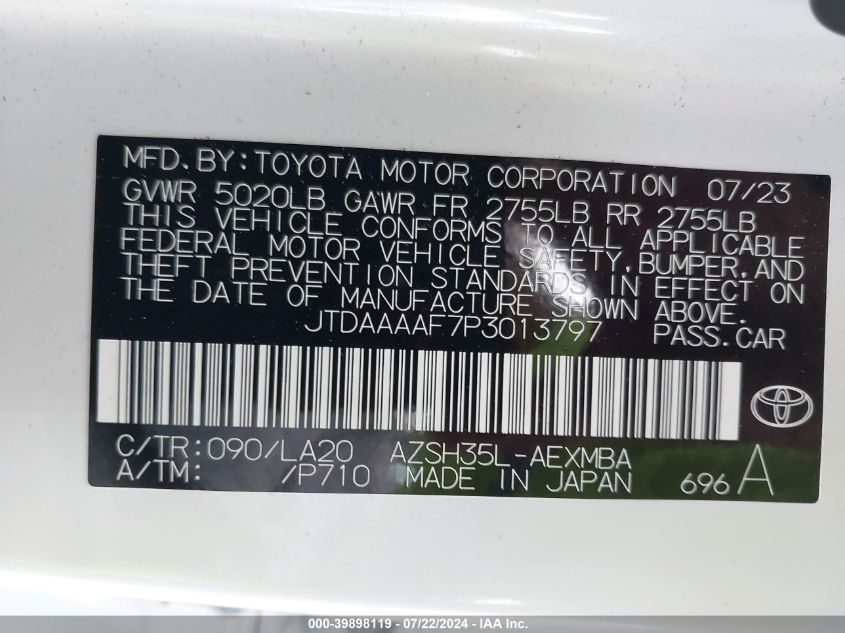 MFD.BY:TOYOTA MOTOR CORPORATION 07/23
GVWR 5020LB GAWR FR 2755LB RR 2755LB
THIS VEHICLE CONFORMS TO ALL APPLICABLE
FEDERAL MOTOR VEHICLE SAFETY,BUMPER,AND
THEFT PREVENTION STANDARDS IN EFFECT ON
THE DATE OF MANUFACTURE SHOWN ABOVE.
JTDAAAAF7P3013797 PASS.CAR
C/TR:090/LA20 AZSH35L-AEXMBA
A/TM: /P710 MADE IN JAPAN 696 A
000-39898119 - 07/22/2024 - IAA Inc.